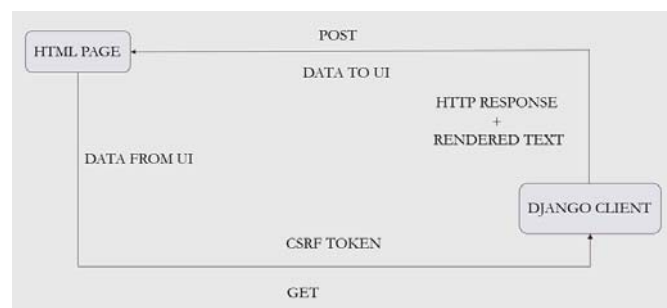 POST
HTML PAGE
DATA TO UI
HTTP RESPONSE
+
RENDERED TEXT
DATA FROM UI
DJANGO CLIENT
CSRF TOKEN
GET